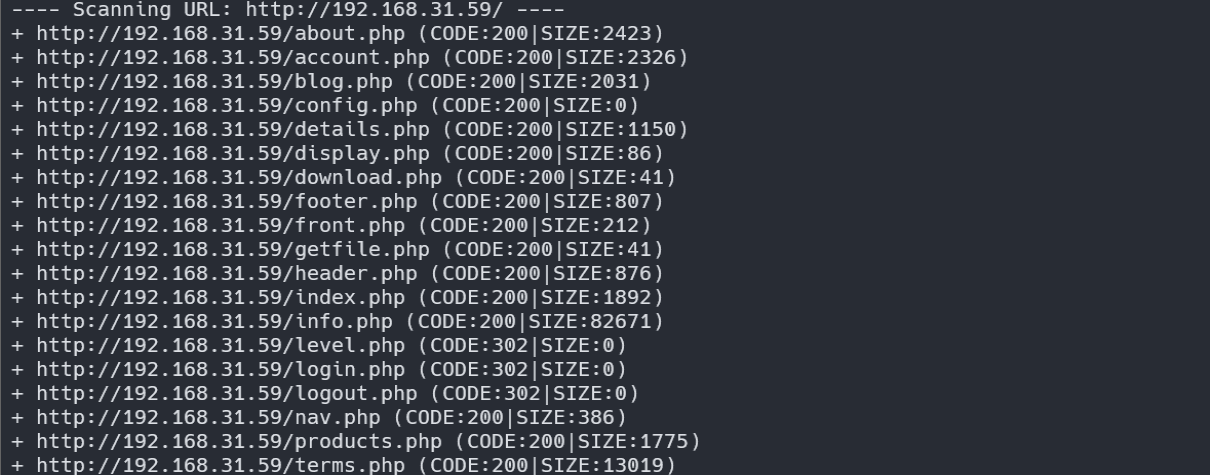 ---- Scanning URL: http://192.168.31.59/ ----
+ http://192.168.31.59/about.php (CODE:200|SIZE:2423)
+ http://192.168.31.59/account.php (CODE:200|SIZE:2326)
+ http://192.168.31.59/blog.php (CODE:200|SIZE:2031)
+ http://192.168.31.59/config.php (CODE:200|SIZE:0)
+ http://192.168.31.59/details.php (CODE:200|SIZE:1150)
+ http://192.168.31.59/display.php (CODE:200|SIZE:86)
+ http://192.168.31.59/download.php (CODE:200|SIZE:41)
+ http://192.168.31.59/footer.php (CODE:200|SIZE:807)
+ http://192.168.31.59/front.php (CODE:200|SIZE:212)
+ http://192.168.31.59/getfile.php (CODE:200|SIZE:41)
+ http://192.168.31.59/header.php (CODE:200|SIZE:876)
+ http://192.168.31.59/index.php (CODE:200|SIZE:1892)
+ http://192.168.31.59/info.php (CODE:200|SIZE:82671)
+ http://192.168.31.59/level.php (CODE:302|SIZE:0)
+ http://192.168.31.59/login.php (CODE:302|SIZE:0)
+ http://192.168.31.59/logout.php (CODE:302|SIZE:0)
+ http://192.168.31.59/nav.php (CODE:200|SIZE:386)
+ http://192.168.31.59/products.php (CODE:200|SIZE:1775)
+ http://192.168.31.59/terms.php (CODE:200|SIZE:13019)